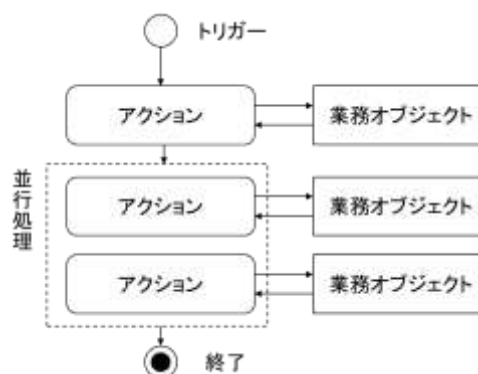 トリガー
アクション
業務オブジェクト
並行処理
アクション
業務オブジェクト
アクション
業務オブジェクト
終了